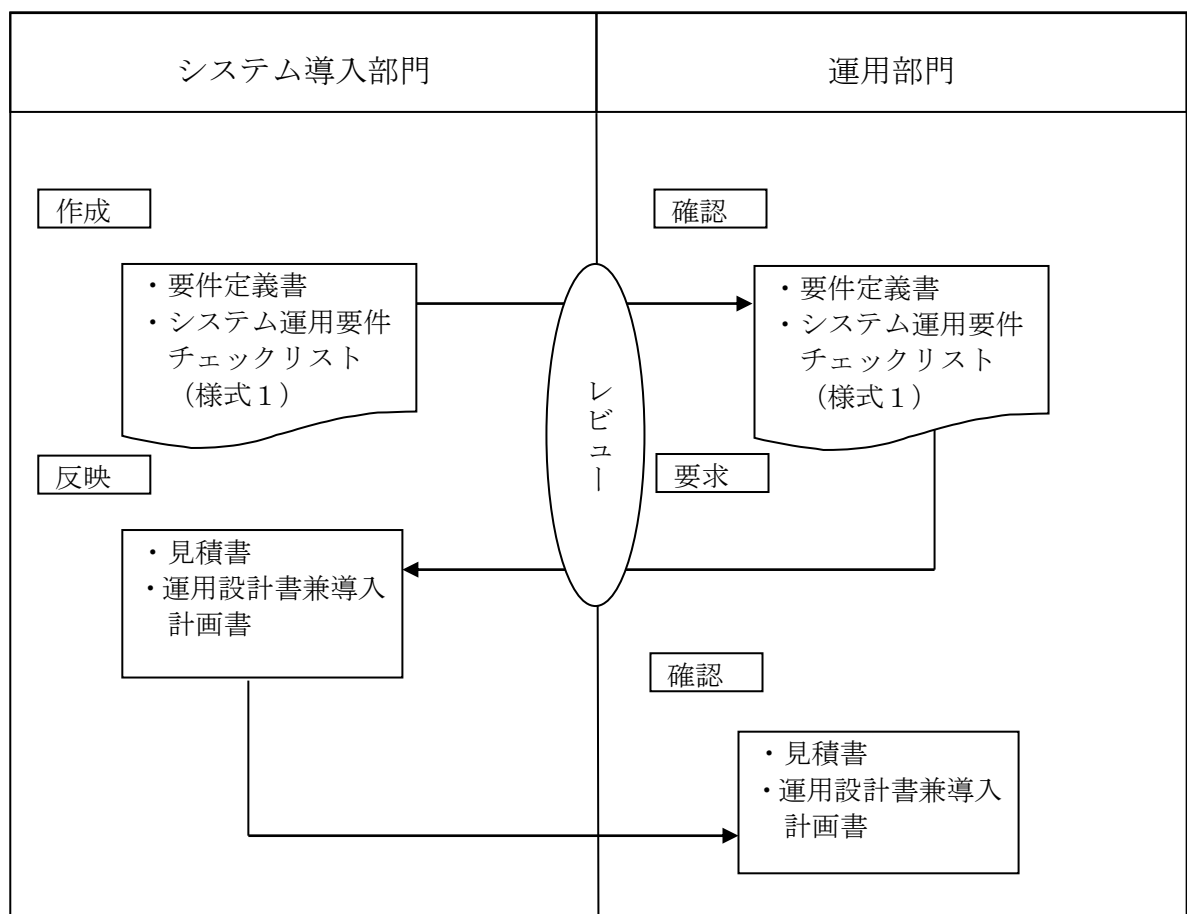 システム導入部門
運用部門
作成
確認
・要件定義書
・システム運用要件
チェックリスト
（様式１）
・要件定義書
・システム運用要件
チェックリスト
（様式１）
レビュー
反映
要求
・見積書
・運用設計書兼導入
計画書
確認
・見積書
・運用設計書兼導入
計画書